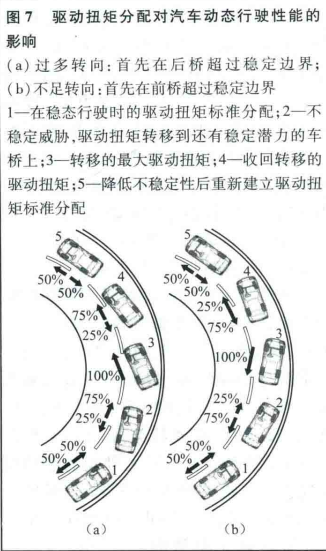 图7 驱动扭矩分配对汽车动态行驶性能的
影响
(a)过多转向:首先在后桥超过稳定边界;
(b)不足转向:首先在前桥超过稳定边界
1—在稳态行驶时的驱动扭矩标准分配;2—不
稳定威胁,驱动扭矩转移到还有稳定潜力的车
桥上;3—转移的最大驱动扭矩;4—收回转移的
驱动扭矩;5—降低不稳定性后重新建立驱动扭
矩标准分配
5
50%
50%
4
75%
25%
3
100%
75%
25%
2
50%
50%
1
(a)
5
50%
50%
4
75%
25%
3
100%
75%
25%
2
50%
50%
1
(b)